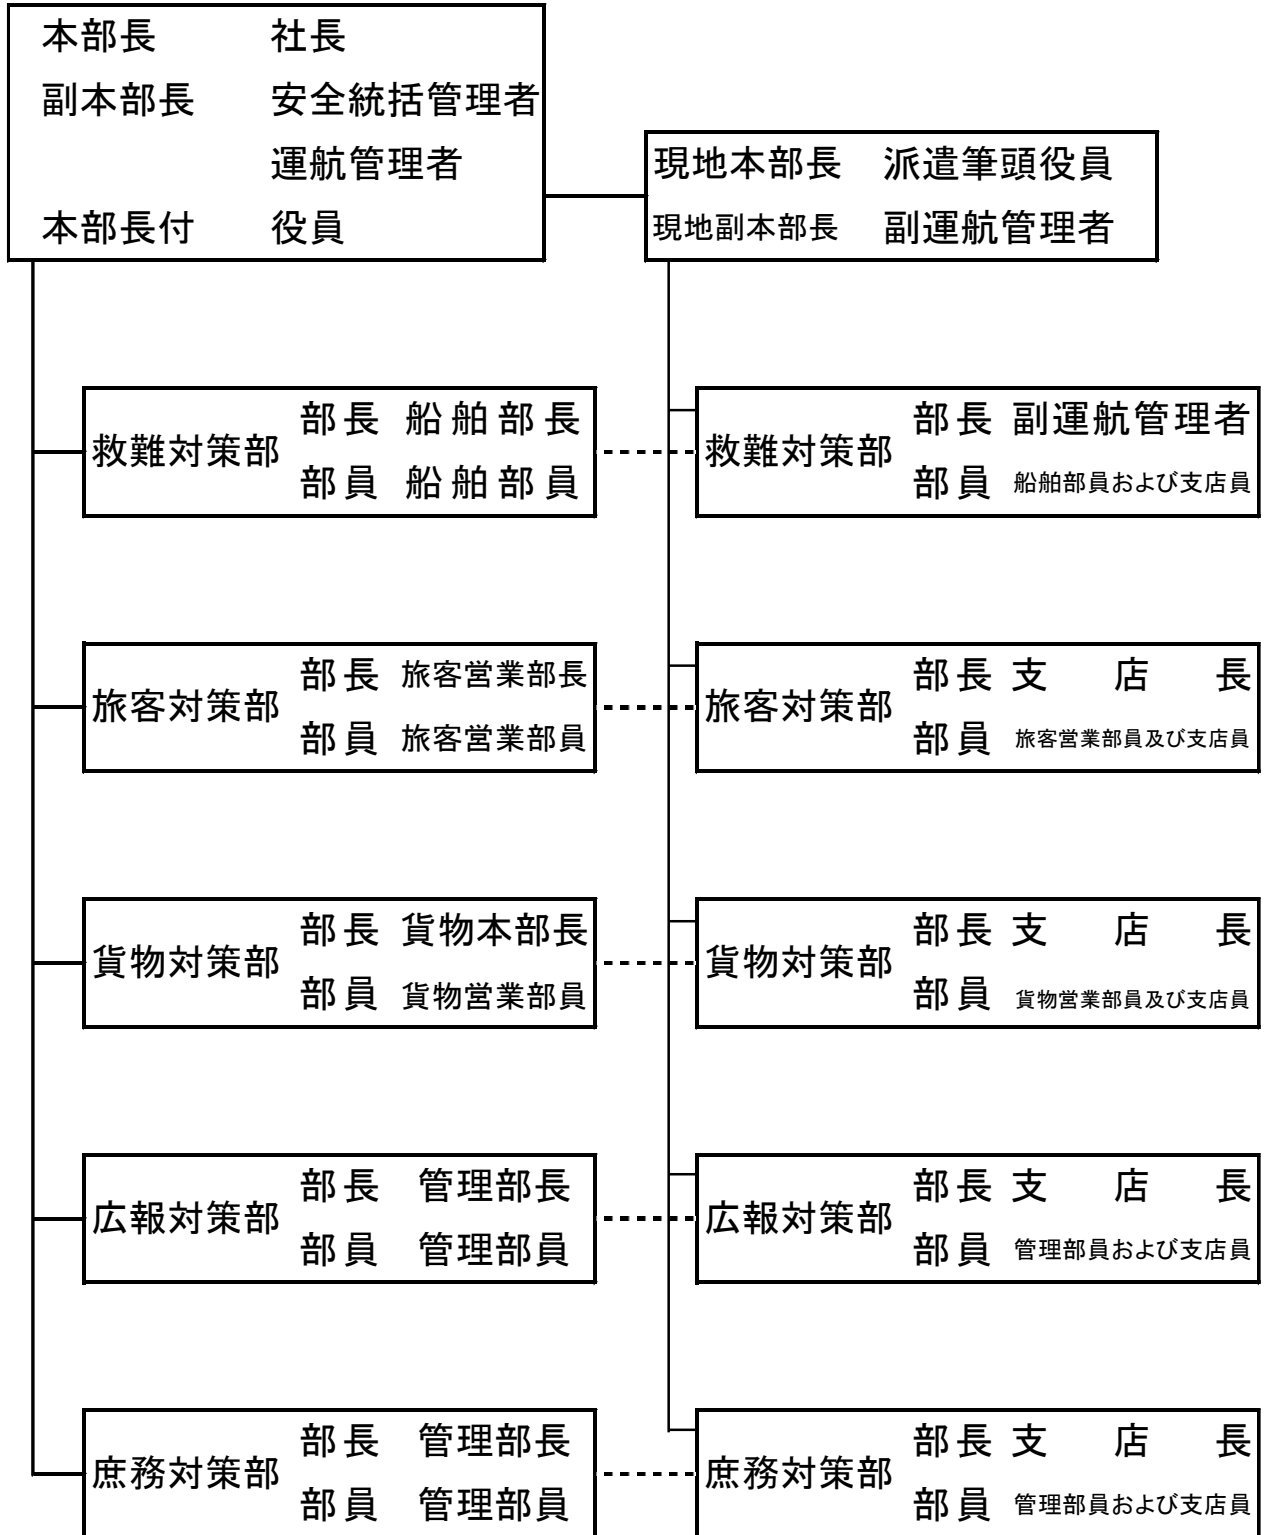 本部長 社長
副本部長 安全統括管理者
運航管理者
本部長付 役員
現地本部長 派遣筆頭役員
現地副本部長 副運航管理者
救難対策部
部長 船舶部長
部員 船舶部員
救難対策部
部長 副運航管理者
部員 船舶部員および支店員
旅客対策部
部長 旅客営業部長
部員 旅客営業部員
旅客対策部
部長 支店長
部員 旅客営業部員及び支店員
貨物対策部
部長 貨物本部長
部員 貨物営業部員
貨物対策部
部長 支店長
部員 貨物営業部員及び支店員
広報対策部
部長 管理部長
部員 管理部員
広報対策部
部長 支店長
部員 管理部員および支店員
庶務対策部
部長 管理部長
部員 管理部員
庶務対策部
部長 支店長
部員 管理部員および支店員